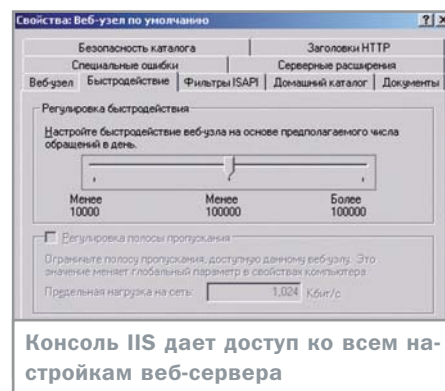 Свойства: Веб-узел по умолчанию
Безопасность каталога
Заголовки HTTP
Специальные ошибки
Серверные расширения
Веб-узел
Быстродействие
Фильтры ISAPI
Домашний каталог
Документы
Регулировка быстродействия
Настройте быстродействие веб-узла на основе предполагаемого числа
обращений в день.
Менее
10000
Менее
100000
Более
100000
Регулировка полосы пропускания
Ограничьте полосу пропускания, доступную данному веб-узлу. Это
значение меняет глобальный параметр в свойствах компьютера
Предельная нагрузка на сеть:
1,024
Кбит/с
Консоль IIS дает доступ ко всем на-
стройкам веб-сервера